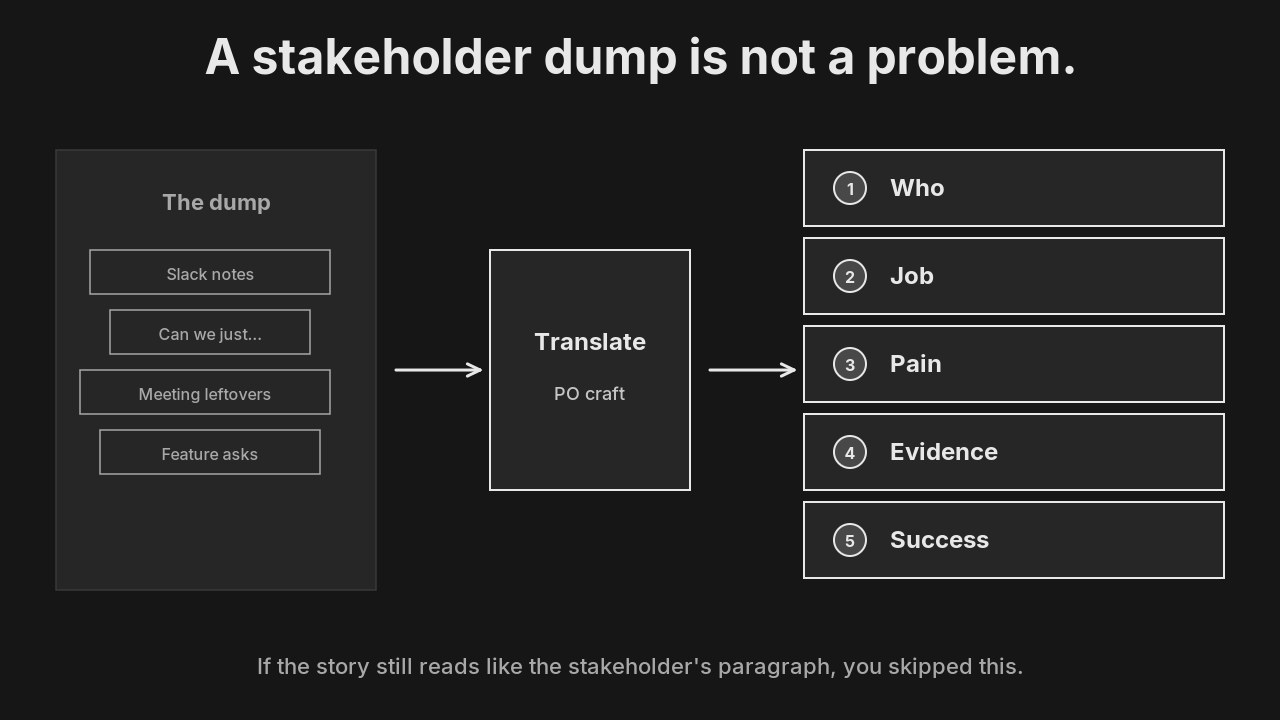 A stakeholder dump is not a problem.
The dump
Slack notes
Can we just...
Meeting leftovers
Feature asks
Translate
PO craft
1 Who
2 Job
3 Pain
4 Evidence
5 Success
If the story still reads like the stakeholder's paragraph, you skipped this.